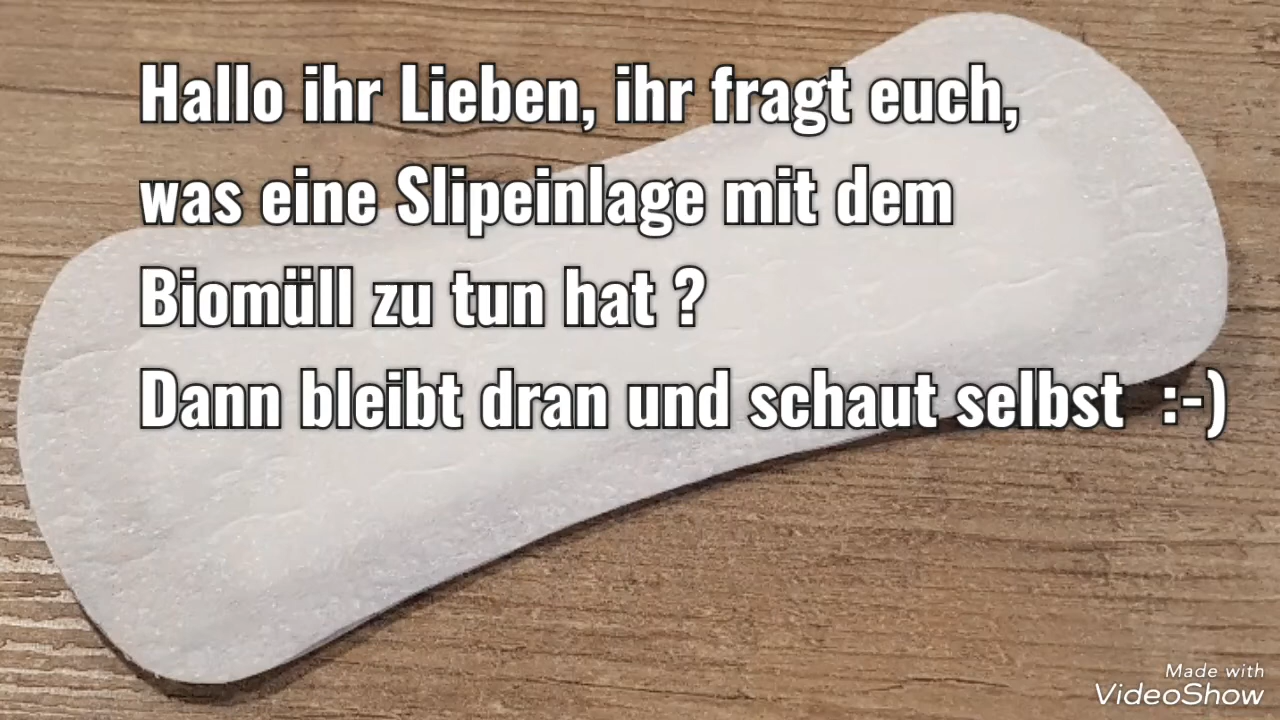 Hallo ihr Lieben, ihr fragt euch,
was eine Slipeinlage mit dem
Biomüll zu tun hat ?
Dann bleibt dran und schaut selbst :-)
Made with
VideoShow